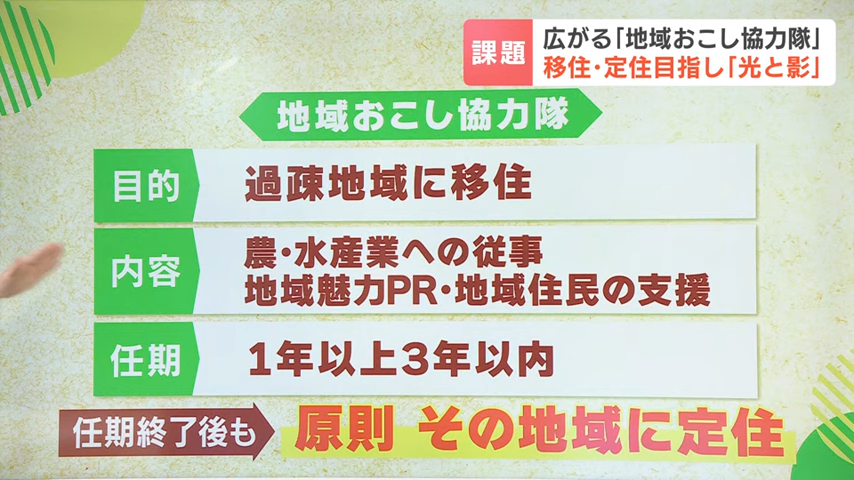 課題
広がる「地域おこし協力隊」
移住・定住目指し「光と影」
地域おこし協力隊
目的
過疎地域に移住
内容
農・水産業への従事
地域魅力PR・地域住民の支援
任期
1年以上3年以内
任期終了後も
原則 その地域に定住